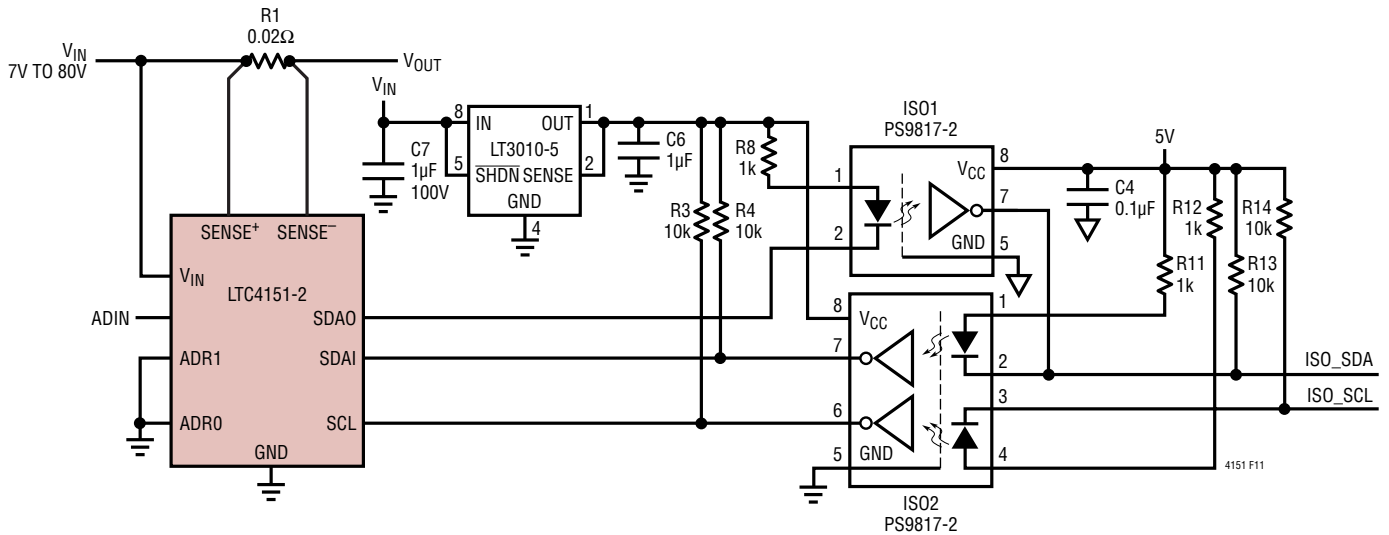 R1
0.02Ω
VIN
7V TO 80V
VOUT
VIN
C7
1µF
100V
8
IN
OUT
1
LT3010-5
5
SHDN
SENSE
2
GND
4
C6
1µF
R8
1k
R3
10k
R4
10k
ISO1
PS9817-2
1
2
VCC
8
7
GND
5
5V
C4
0.1µF
R12
1k
R14
10k
R11
1k
R13
10k
SENSE+
SENSE–
VIN
LTC4151-2
ADIN
SDAO
ADR1
SDAI
ADR0
SCL
GND
8
VCC
1
7
2
ISO_SDA
3
ISO_SCL
6
5
GND
4
4151 F11
ISO2
PS9817-2